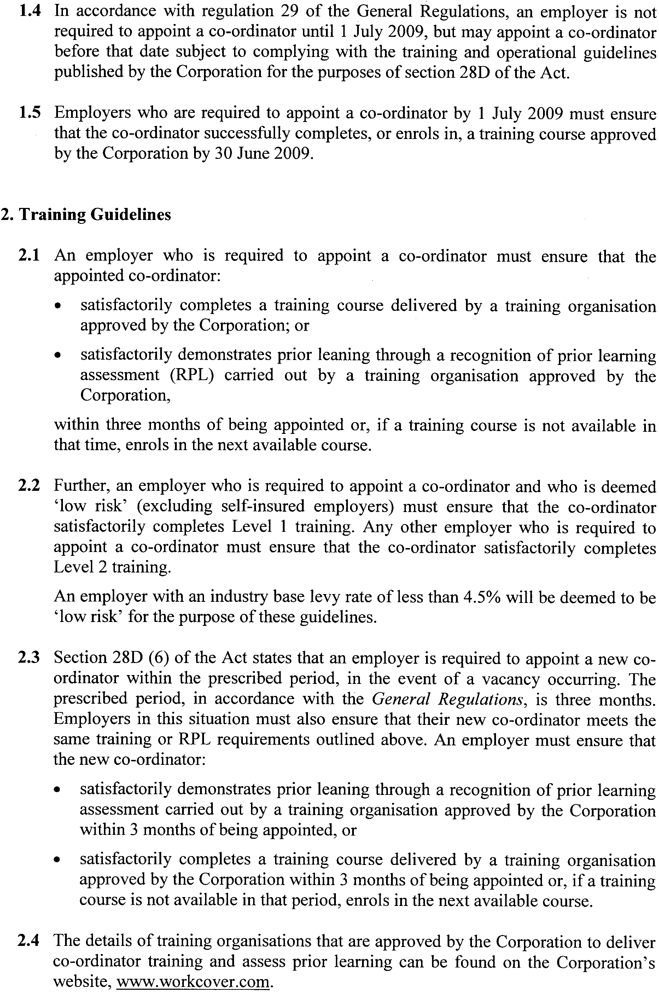 1.4 In accordance with regulation 29 of the General Regulations, an employer is not
required to appoint a co-ordinator until 1 July 2009, but may appoint a co-ordinator
before that date subject to complying with the training and operational guidelines
published by the Corporation for the purposes of section 28D of the Act.
1.5 Employers who are required to appoint a co-ordinator by 1 July 2009 must ensure
that the co-ordinator successfully completes, or enrols in, a training course approved
by the Corporation by 30 June 2009.
2. Training Guidelines
2.1 An employer who is required to appoint a co-ordinator must ensure that the
appointed co-ordinator:
• satisfactorily completes a training course delivered by a training organisation
approved by the Corporation; or
• satisfactorily demonstrates prior leaning through a recognition of prior learning
assessment (RPL) carried out by a training organisation approved by the
Corporation,
within three months of being appointed or, if a training course is not available in
that time, enrols in the next available course.
2.2 Further, an employer who is required to appoint a co-ordinator and who is deemed
‘low risk’ (excluding self-insured employers) must ensure that the co-ordinator
satisfactorily completes Level 1 training. Any other employer who is required to
appoint a co-ordinator must ensure that the co-ordinator satisfactorily completes
Level 2 training.
An employer with an industry base levy rate of less than 4.5% will be deemed to be
‘low risk’ for the purpose of these guidelines.
2.3 Section 28D (6) of the Act states that an employer is required to appoint a new co-
ordinator within the prescribed period, in the event of a vacancy occurring. The
prescribed period, in accordance with the General Regulations, is three months.
Employers in this situation must also ensure that their new co-ordinator meets the
same training or RPL requirements outlined above. An employer must ensure that
the new co-ordinator:
• satisfactorily demonstrates prior leaning through a recognition of prior learning
assessment carried out by a training organisation approved by the Corporation
within 3 months of being appointed, or
• satisfactorily completes a training course delivered by a training organisation
approved by the Corporation within 3 months of being appointed or, if a training
course is not available in that period, enrols in the next available course.
2.4 The details of training organisations that are approved by the Corporation to deliver
co-ordinator training and assess prior learning can be found on the Corporation’s
website, www.workcover.com.